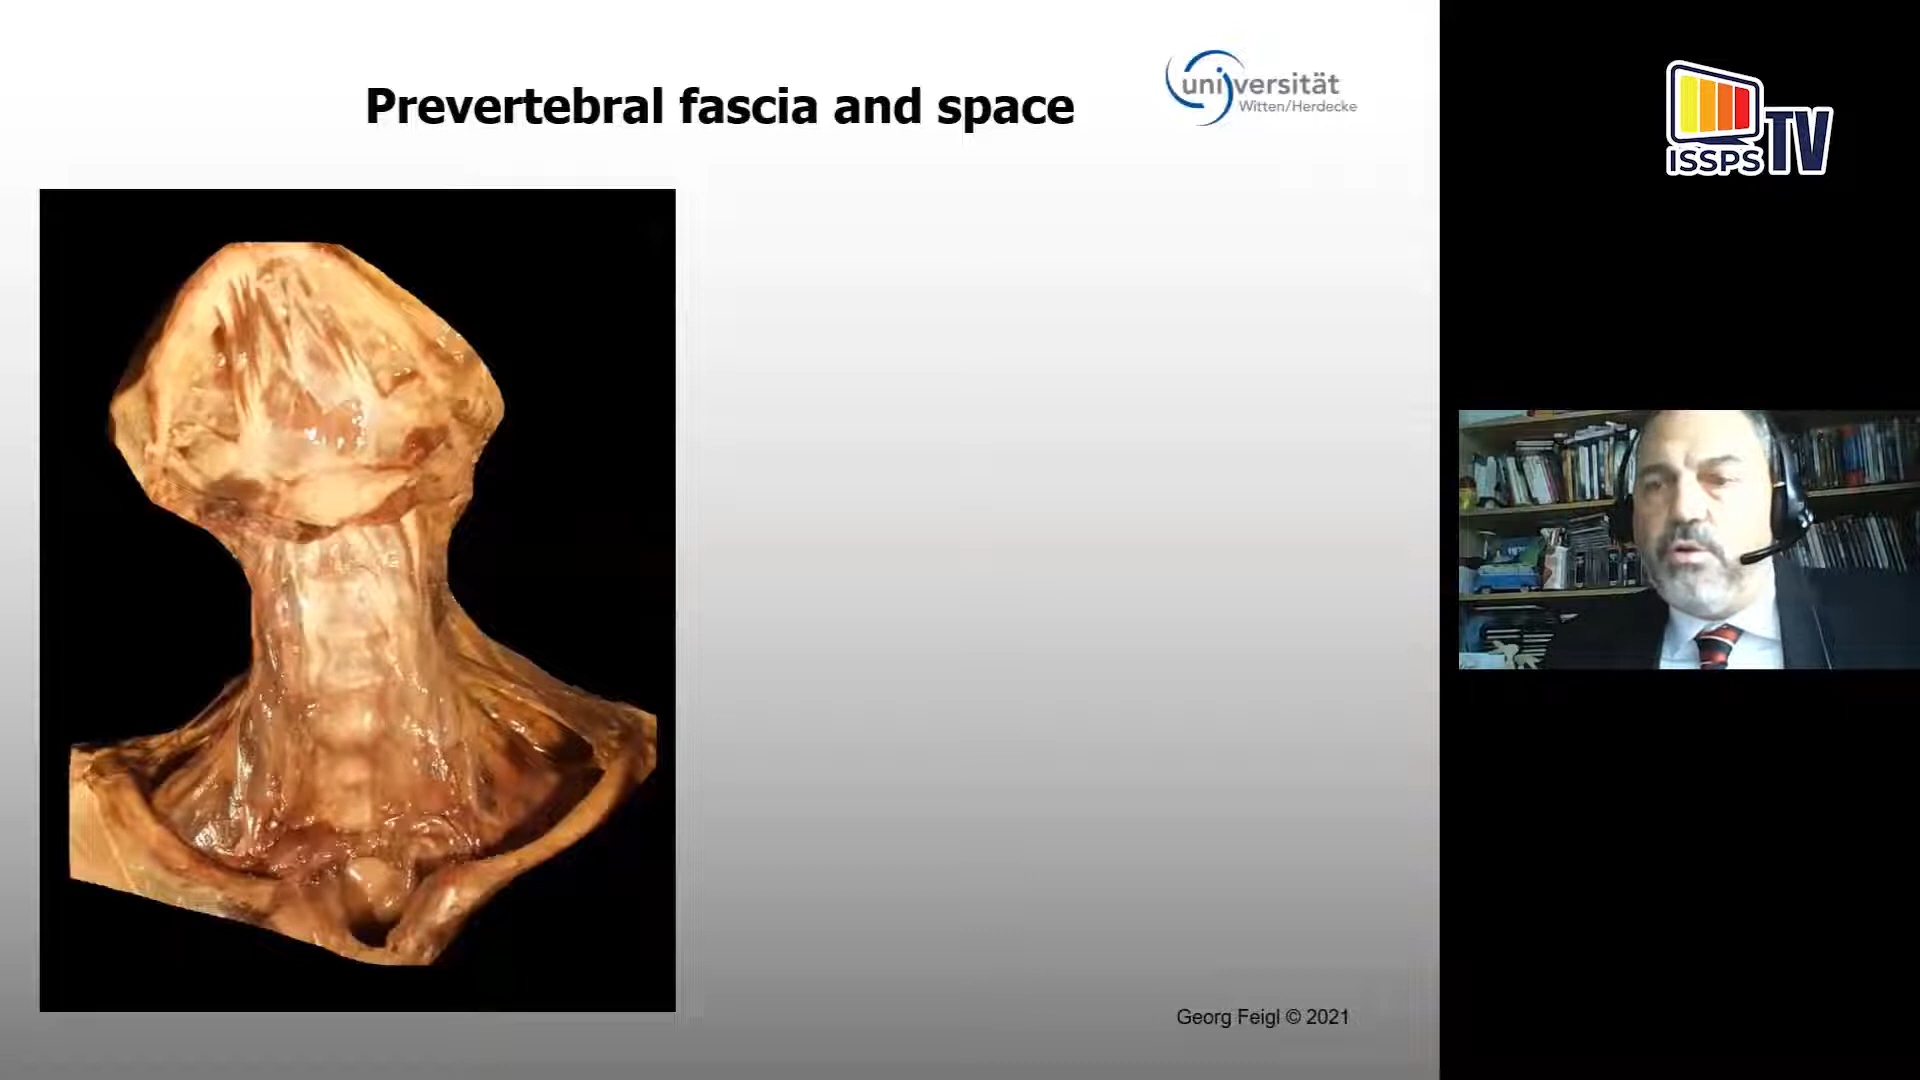 Prevertebral fascia and space
universität
Witten/Herdecke
ISSPS TV
Georg Feigl © 2021